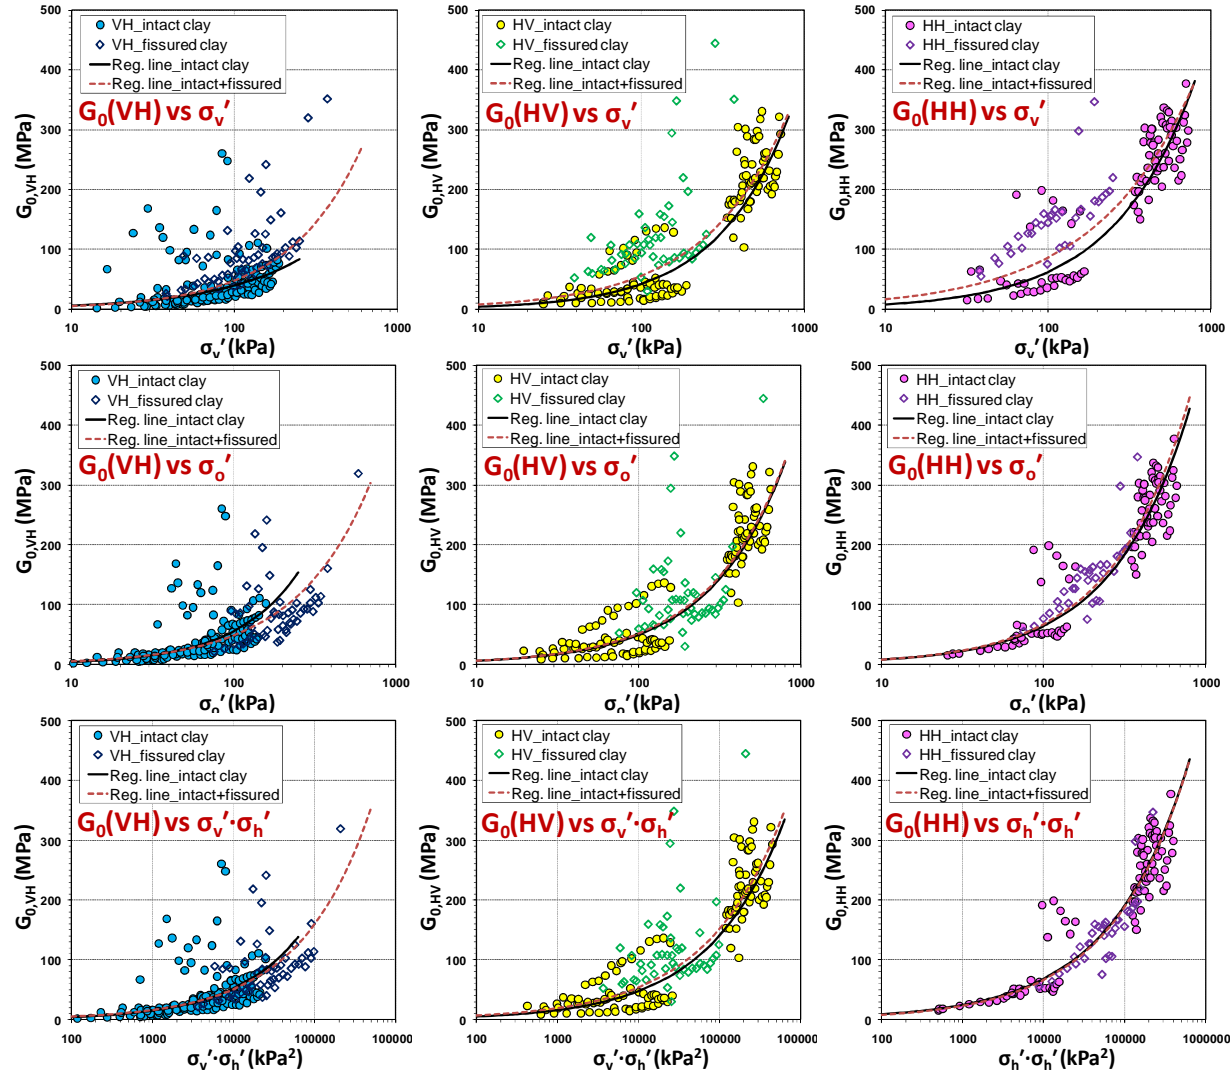 500
400
300
200
100
0
G₀,VH (MPa)
VH_intact clay
VH_fissured clay
Reg. line_intact clay
Reg. line_intact+fissured
G₀(VH) vs σᵥ′
10 100 1000
σᵥ′ (kPa)
500
400
300
200
100
0
G₀,HV (MPa)
HV_intact clay
HV_fissured clay
Reg. line_intact clay
Reg. line_intact+fissured
G₀(HV) vs σᵥ′
10 100 1000
σᵥ′ (kPa)
500
400
300
200
100
0
G₀,HH (MPa)
HH_intact clay
HH_fissured clay
Reg. line_intact clay
Reg. line_intact+fissured
G₀(HH) vs σᵥ′
10 100 1000
σᵥ′ (kPa)
500
400
300
200
100
0
G₀,VH (MPa)
VH_intact clay
VH_fissured clay
Reg. line_intact clay
Reg. line_intact+fissured
G₀(VH) vs σₒ′
10 100 1000
σₒ′ (kPa)
500
400
300
200
100
0
G₀,HV (MPa)
HV_intact clay
HV_fissured clay
Reg. line_intact clay
Reg. line_intact+fissured
G₀(HV) vs σₒ′
10 100 1000
σₒ′ (kPa)
500
400
300
200
100
0
G₀,HH (MPa)
HH_intact clay
HH_fissured clay
Reg. line_intact clay
Reg. line_intact+fissured
G₀(HH) vs σₒ′
10 100 1000
σₒ′ (kPa)
500
400
300
200
100
0
G₀,VH (MPa)
VH_intact clay
VH_fissured clay
Reg. line_intact clay
Reg. line_intact+fissured
G₀(VH) vs σᵥ′·σₕ′
100 1000 10000 100000 1000000
σᵥ′·σₕ′ (kPa²)
500
400
300
200
100
0
G₀,HV (MPa)
HV_intact clay
HV_fissured clay
Reg. line_intact clay
Reg. line_intact+fissured
G₀(HV) vs σᵥ′·σₕ′
100 1000 10000 100000 1000000
σᵥ′·σₕ′ (kPa²)
500
400
300
200
100
0
G₀,HH (MPa)
HH_intact clay
HH_fissured clay
Reg. line_intact clay
Reg. line_intact+fissured
G₀(HH) vs σₕ′·σₕ′
100 1000 10000 100000 1000000
σₕ′·σₕ′ (kPa²)